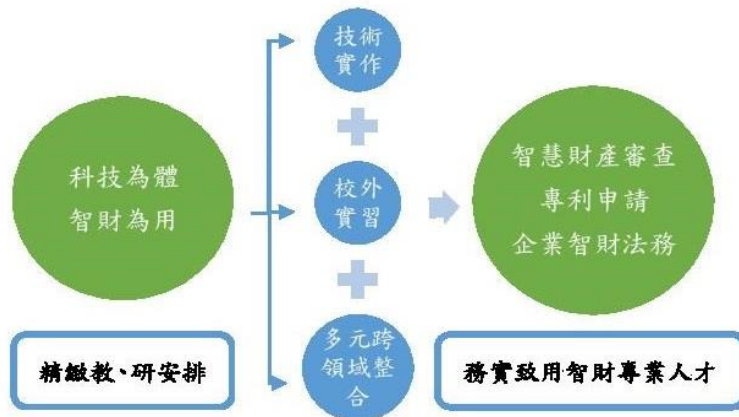 科技為體
智財為用
精緻教、研安排
技術
實作
校外
實習
多元跨
領域整
合
智慧財產審查
專利申請
企業智財法務
務實致用智財專業人才